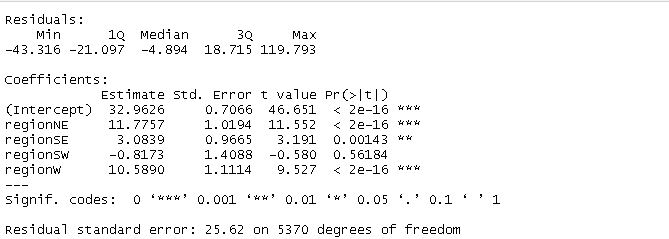 Residuals:
    Min      1Q  Median      3Q     Max
-43.316 -21.097  -4.894  18.715 119.793
Coefficients:
            Estimate Std. Error t value Pr(>|t|)
(Intercept)  32.9626     0.7066  46.651  < 2e-16 ***
regionNE     11.7757     1.0194  11.552  < 2e-16 ***
regionSE      3.0839     0.9665   3.191  0.00143 **
regionSW     -0.8173     1.4088  -0.580  0.56184
regionW      10.5890     1.1114   9.527  < 2e-16 ***
---
Signif. codes:  0 ‘***’ 0.001 ‘**’ 0.01 ‘*’ 0.05 ‘.’ 0.1 ‘ ’ 1
Residual standard error: 25.62 on 5370 degrees of freedom